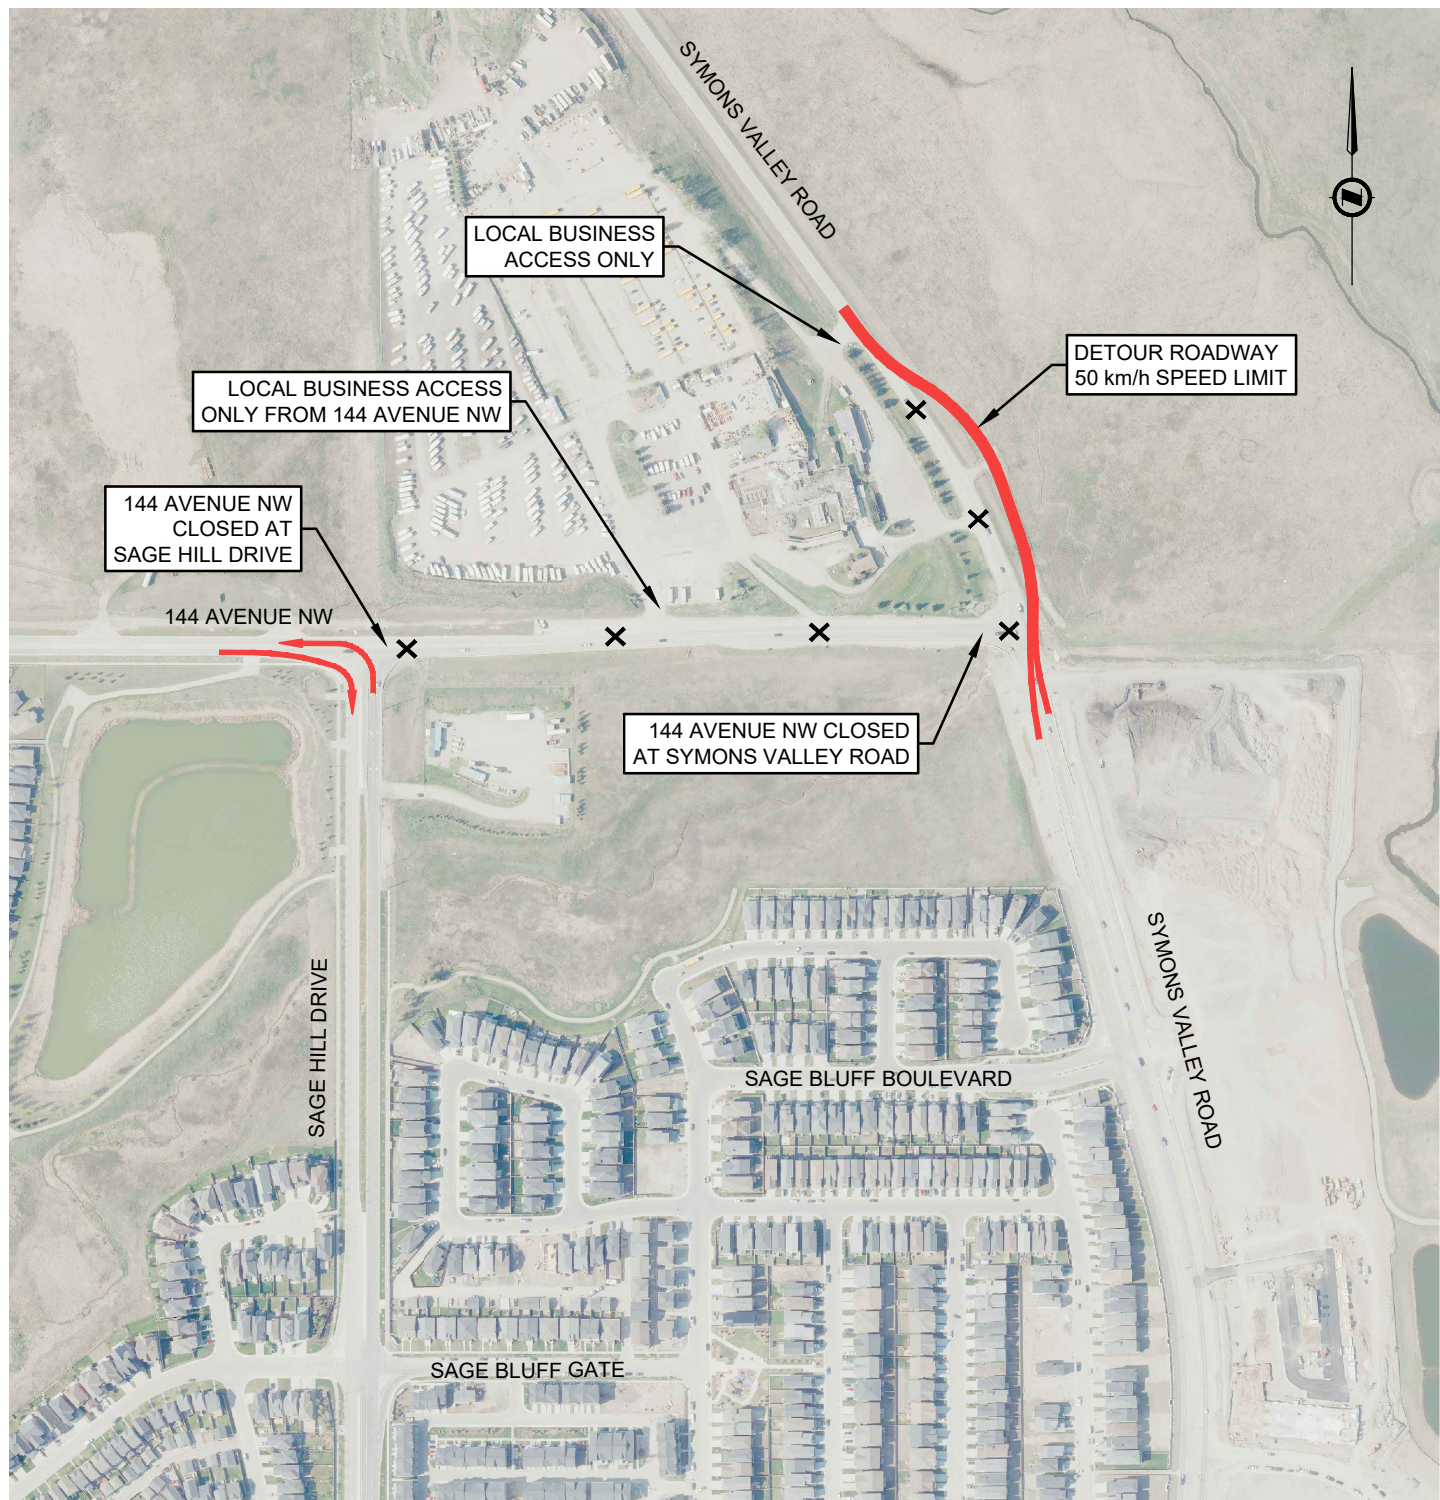 SYMONS VALLEY ROAD
LOCAL BUSINESS
ACCESS ONLY
DETOUR ROADWAY
50 km/h SPEED LIMIT
LOCAL BUSINESS ACCESS
ONLY FROM 144 AVENUE NW
144 AVENUE NW
CLOSED AT
SAGE HILL DRIVE
144 AVENUE NW
144 AVENUE NW CLOSED
AT SYMONS VALLEY ROAD
SYMONS VALLEY ROAD
SAGE HILL DRIVE
SAGE BLUFF BOULEVARD
SAGE BLUFF GATE